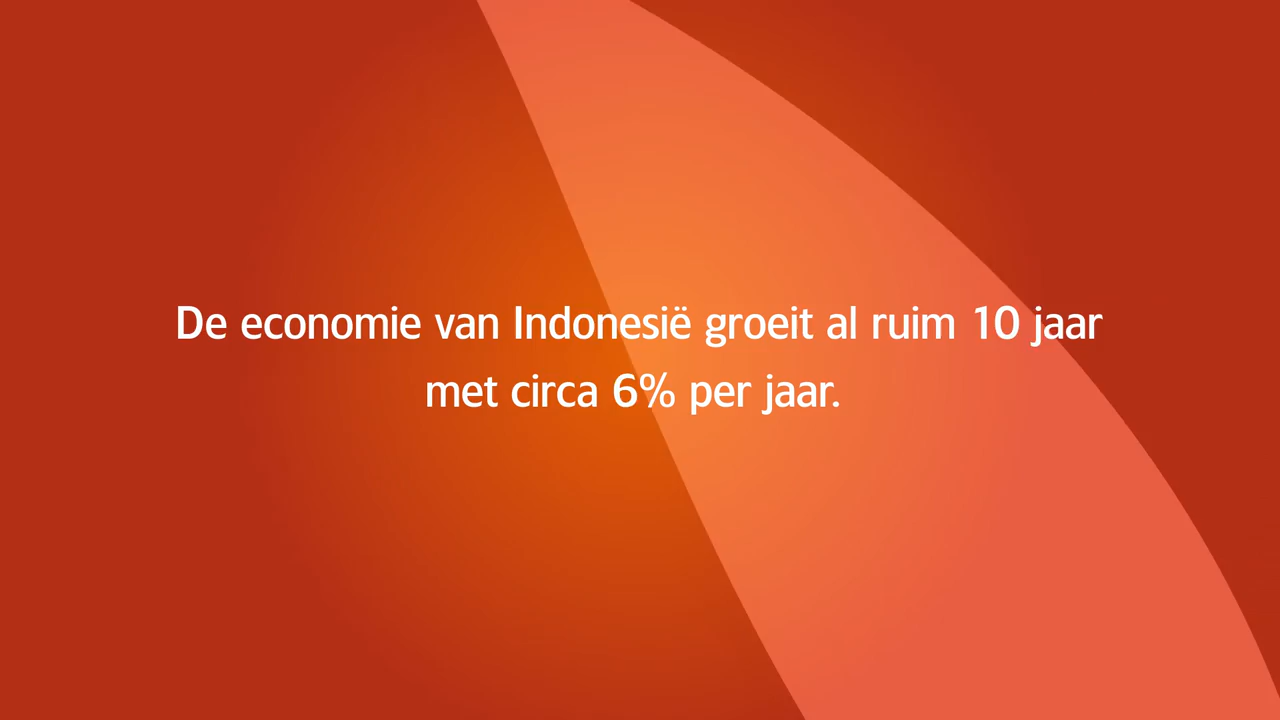 De economie van Indonesië groeit al ruim 10 jaar
met circa 6% per jaar.